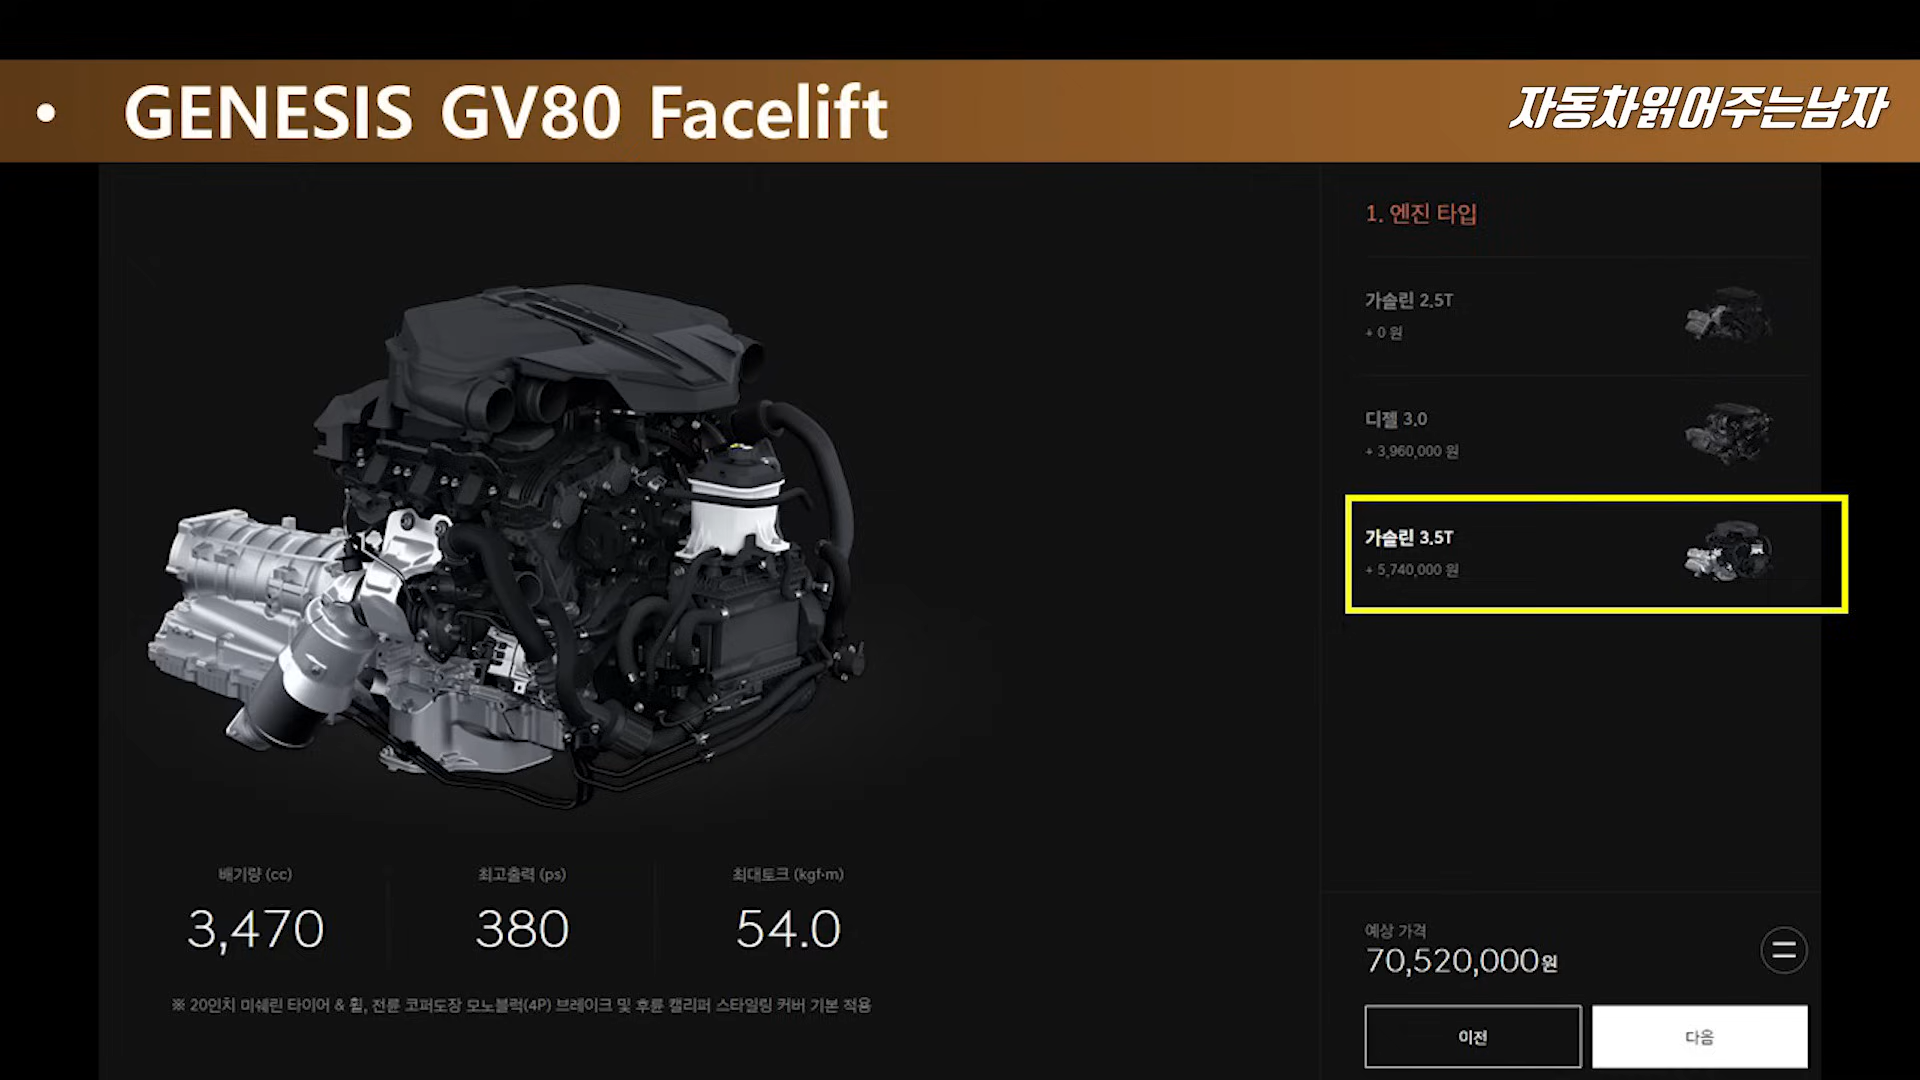 • GENESIS GV80 Facelift
자동차읽어주는남자
1. 엔진 타입
가솔린 2.5T
+ 0 원
디젤 3.0
+ 3,960,000 원
가솔린 3.5T
+ 5,740,000 원
배기량 (cc)
3,470
최고출력 (ps)
380
최대토크 (kgf·m)
54.0
※ 20인치 미쉐린 타이어 & 휠, 전륜 코퍼도장 모노블럭(4P) 브레이크 및 후륜 캘리퍼 스타일링 커버 기본 적용
예상 가격
70,520,000원
이전
다음